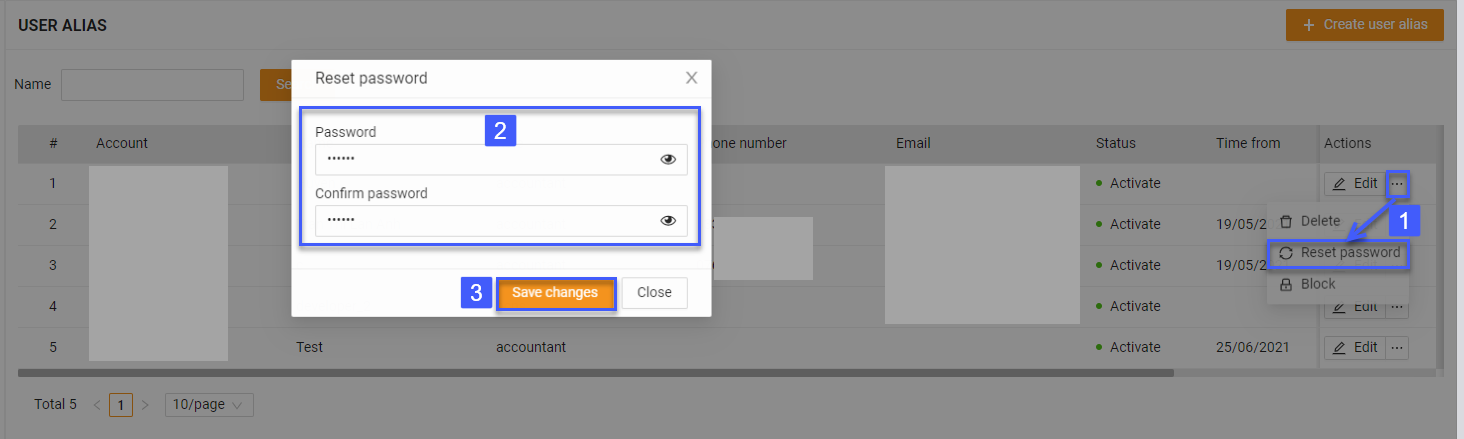 USER ALIAS
+ Create user alias
Name
Se
Reset password
X
Password
••••••
2
Confirm password
••••••
3
Save changes
Close
# Account one number Email Status Time from Actions
1 Activate Edit ...
2 Activate 19/05/2
3 Activate 19/05/2
4 Activate Edit ...
5 Test accountant Activate 25/06/2021 Edit ...
1
Delete
Reset password
Block
Total 5 < 1 > 10/page